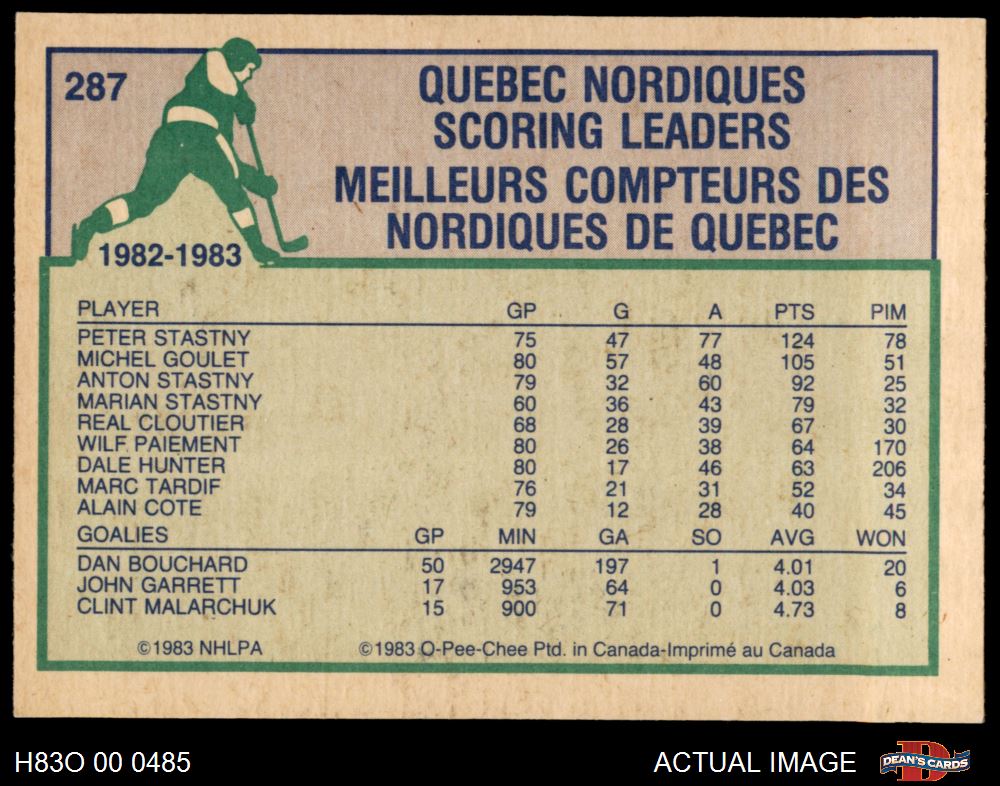 287
QUEBEC NORDIQUES
SCORING LEADERS
MEILLEURS COMPTEURS DES
NORDIQUES DE QUEBEC
1982-1983
PLAYER GP G A PTS PIM
PETER STASTNY 75 47 77 124 78
MICHEL GOULET 80 57 48 105 51
ANTON STASTNY 79 32 60 92 25
MARIAN STASTNY 60 36 43 79 32
REAL CLOUTIER 68 28 39 67 30
WILF PAIEMENT 80 26 38 64 170
DALE HUNTER 80 17 46 63 206
MARC TARDIF 76 21 31 52 34
ALAIN COTE 79 12 28 40 45
GOALIES GP MIN GA SO AVG WON
DAN BOUCHARD 50 2947 197 1 4.01 20
JOHN GARRETT 17 953 64 0 4.03 6
CLINT MALARCHUK 15 900 71 0 4.73 8
©1983 NHLPA ©1983 O-Pee-Chee Ptd. in Canada-Imprimé au Canada
H83O 00 0485 ACTUAL IMAGE D DEAN'S CARDS